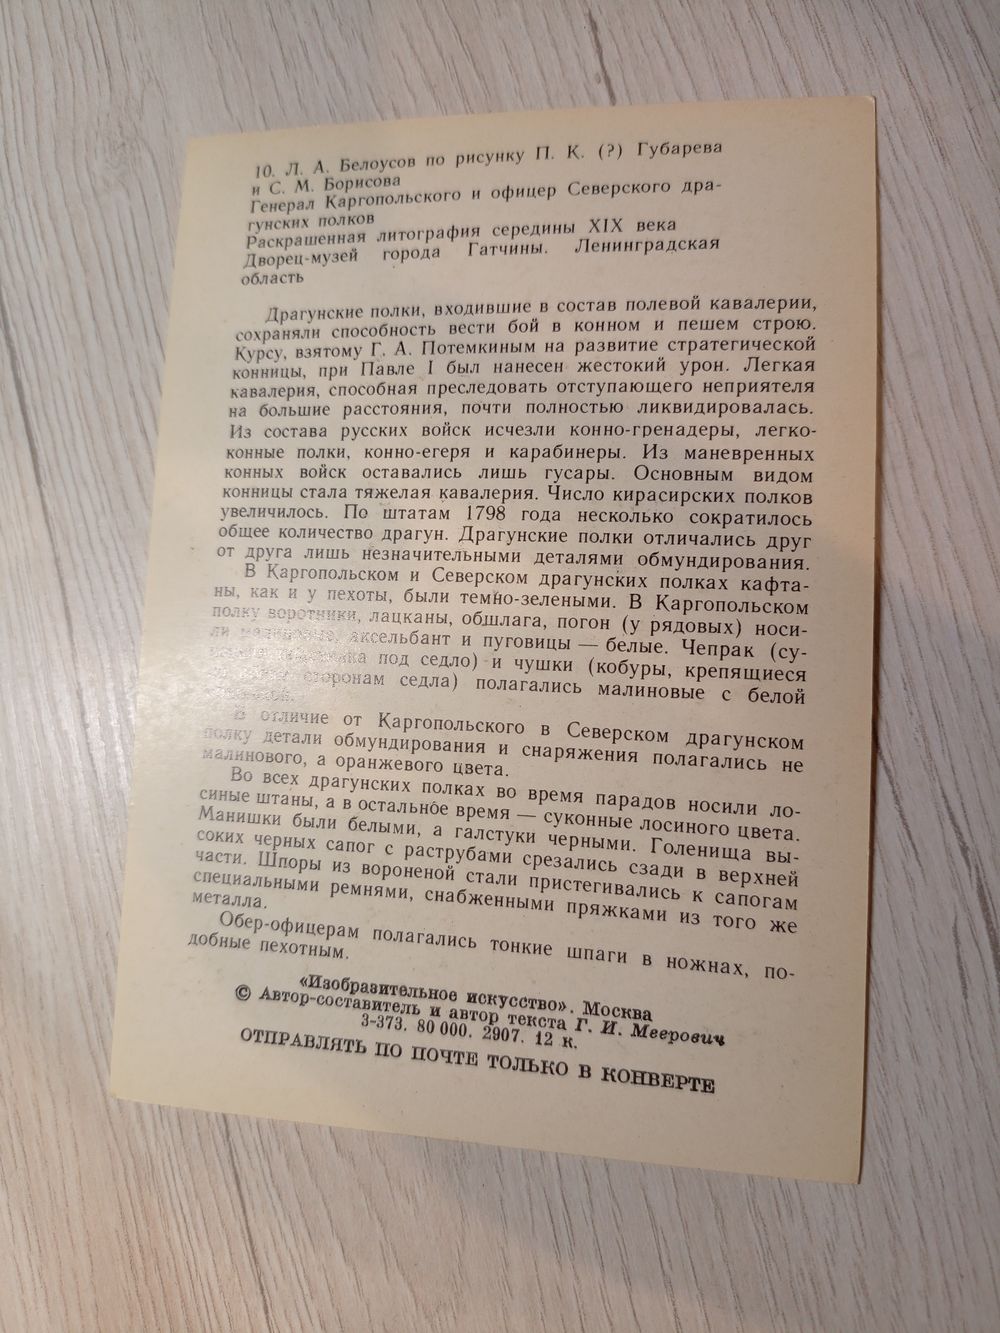 10. Л. А. Белоусов по рисунку П. К. (?) Губарева
и С. М. Борисова
Генерал Каргопольского и офицер Северского дра-
гунских полков
Раскрашенная литография середины XIX века
Дворец-музей города Гатчины. Ленинградская
область
Драгунские полки, входившие в состав полевой кавалерии,
сохраняли способность вести бой в конном и пешем строю.
Курсу, взятому Г. А. Потемкиным на развитие стратегической
конницы, при Павле I был нанесен жестокий урон. Легкая
кавалерия, способная преследовать отступающего неприятеля
на большие расстояния, почти полностью ликвидировалась.
Из состава русских войск исчезли конно-гренадеры, легко-
конные полки, конно-егеря и карабинеры. Из маневренных
конных войск оставались лишь гусары. Основным видом
конницы стала тяжелая кавалерия. Число кирасирских полков
увеличилось. По штатам 1798 года несколько сократилось
общее количество драгун. Драгунские полки отличались друг
от друга лишь незначительными деталями обмундирования.
В Каргопольском и Северском драгунских полках кафта-
ны, как и у пехоты, были темно-зелеными. В Каргопольском
полку воротники, лацканы, обшлага, погон (у рядовых) носи-
ли малиновые, аксельбант и пуговицы — белые. Чепрак (су-
под седло) и чушки (кобуры, крепящиеся
сторонам седла) полагались малиновые с белой
В отличие от Каргопольского в Северском драгунском
полку детали обмундирования и снаряжения полагались не
малинового, а оранжевого цвета.
Во всех драгунских полках во время парадов носили ло-
синые штаны, а в остальное время — суконные лосиного цвета.
Манишки были белыми, а галстуки черными. Голенища вы-
соких черных сапог с раструбами срезались сзади в верхней
части. Шпоры из вороненой стали пристегивались к сапогам
специальными ремнями, снабженными пряжками из того же
металла.
Обер-офицерам полагались тонкие шпаги в ножнах, по-
добные пехотным.
«Изобразительное искусство». Москва
© Автор-составитель и автор текста Г. И. Меерович
3-373. 80 000. 2907. 12 к.
ОТПРАВЛЯТЬ ПО ПОЧТЕ ТОЛЬКО В КОНВЕРТЕ